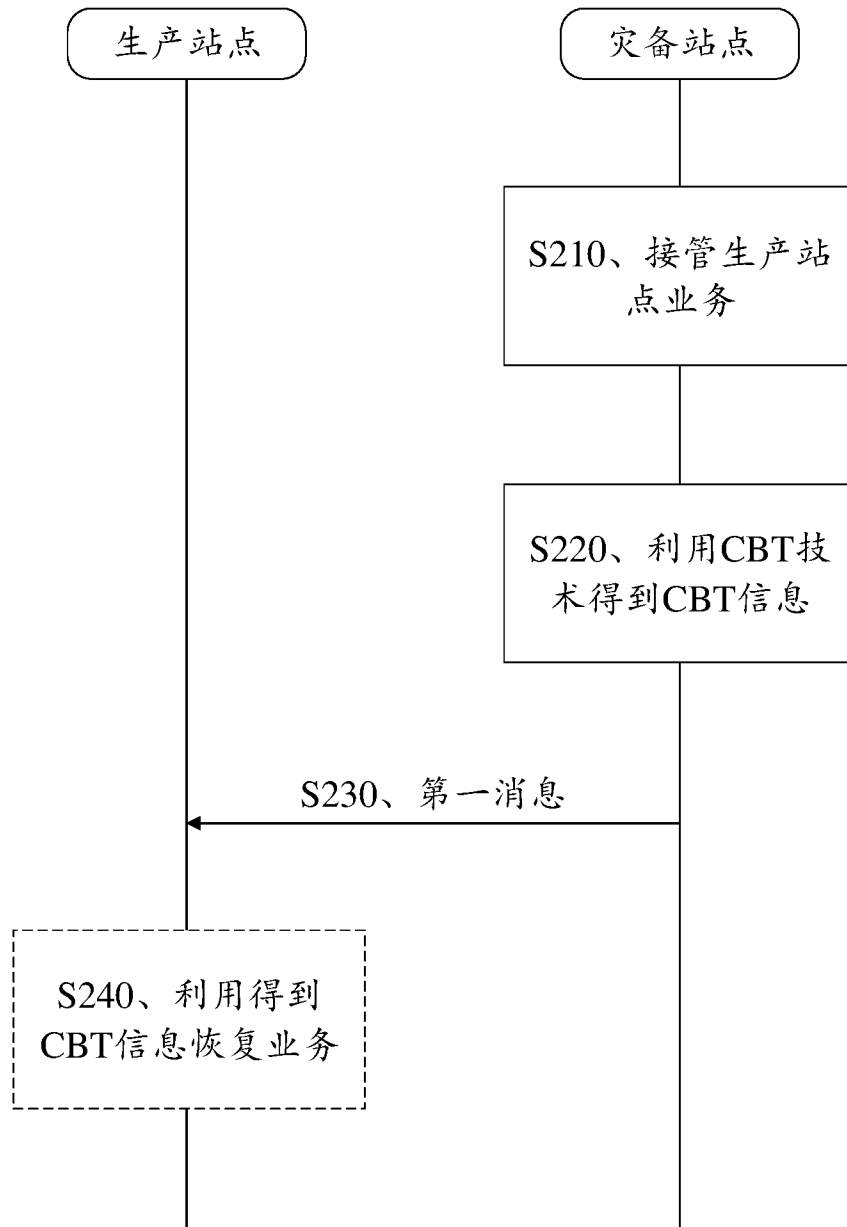 生产站点
灾备站点
S210、接管生产站
点业务
S220、利用CBT技
术得到CBT信息
S230、第一消息
S240、利用得到
CBT信息恢复业务